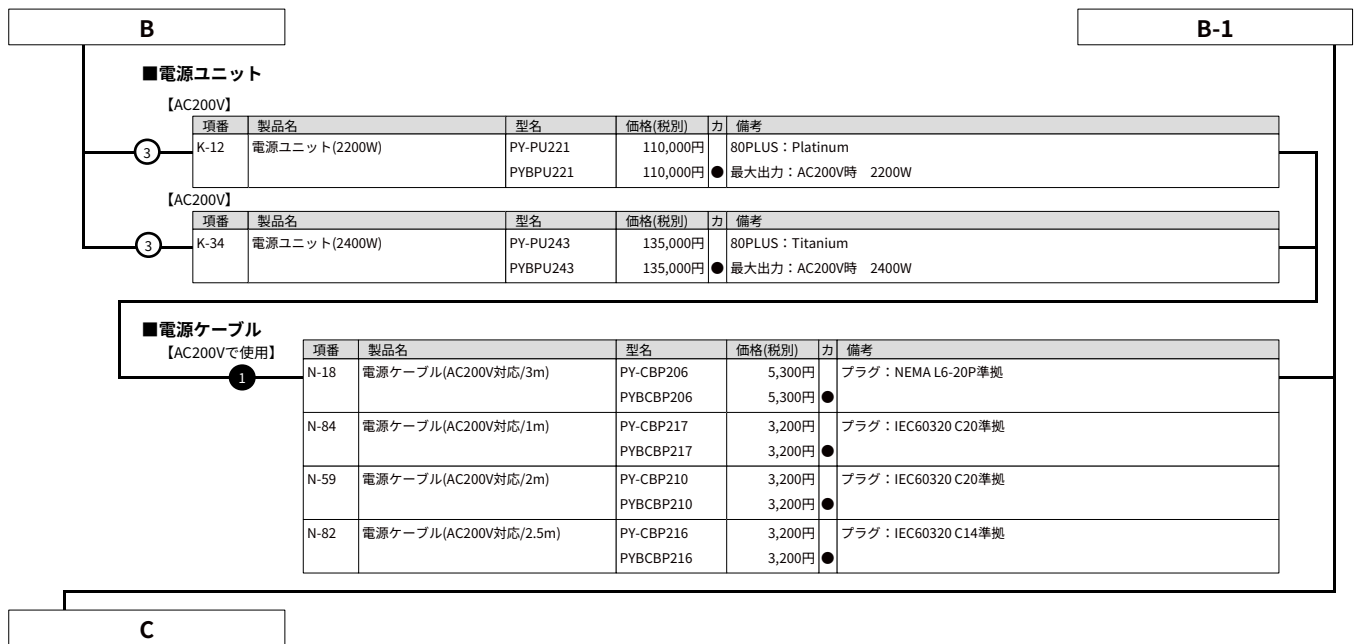 B
B-1
■電源ユニット
【AC200V】
項番 製品名 型名 価格(税別) カ 備考
③ K-12 電源ユニット(2200W) PY-PU221 110,000円 80PLUS：Platinum
PYBPU221 110,000円 ● 最大出力：AC200V時　2200W
【AC200V】
項番 製品名 型名 価格(税別) カ 備考
③ K-34 電源ユニット(2400W) PY-PU243 135,000円 80PLUS：Titanium
PYBPU243 135,000円 ● 最大出力：AC200V時　2400W
■電源ケーブル
【AC200Vで使用】
項番 製品名 型名 価格(税別) カ 備考
❶ N-18 電源ケーブル(AC200V対応/3m) PY-CBP206 5,300円 プラグ：NEMA L6-20P準拠
PYBCBP206 5,300円 ●
N-84 電源ケーブル(AC200V対応/1m) PY-CBP217 3,200円 プラグ：IEC60320 C20準拠
PYBCBP217 3,200円 ●
N-59 電源ケーブル(AC200V対応/2m) PY-CBP210 3,200円 プラグ：IEC60320 C20準拠
PYBCBP210 3,200円 ●
N-82 電源ケーブル(AC200V対応/2.5m) PY-CBP216 3,200円 プラグ：IEC60320 C14準拠
PYBCBP216 3,200円 ●
C